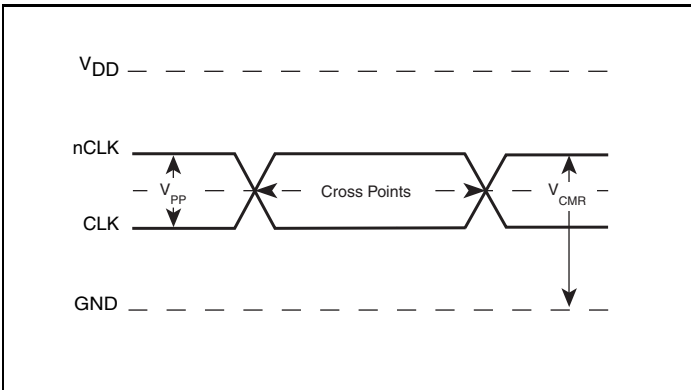 VDD
nCLK
VPP
Cross Points
VCMR
CLK
GND